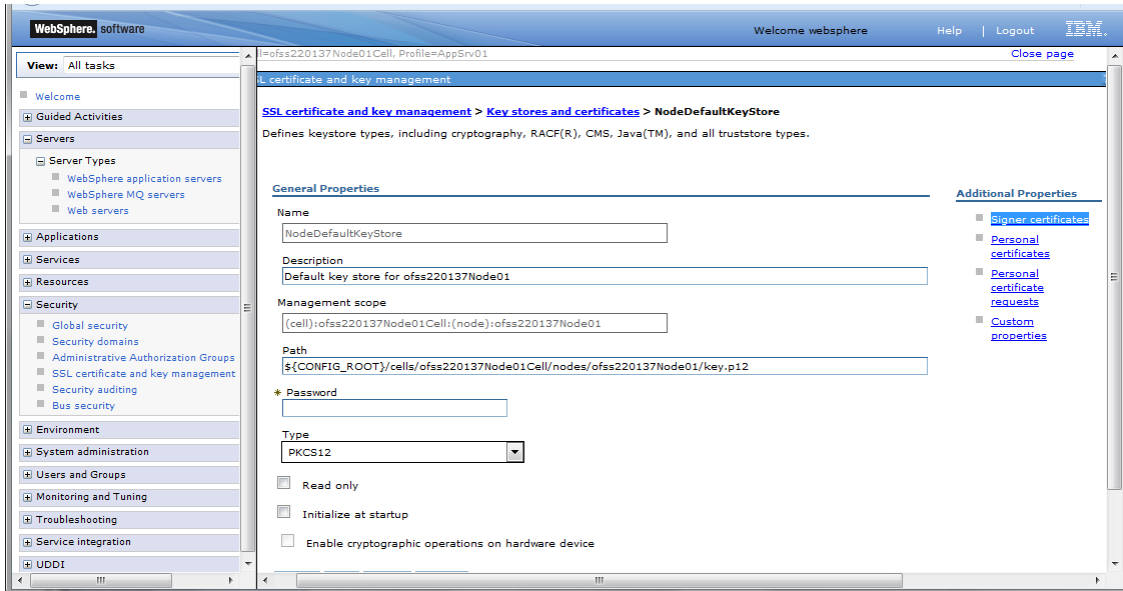 WebSphere. software
Welcome websphere
Help | Logout
IBM.
View: All tasks
Welcome
Guided Activities
Servers
Server Types
WebSphere application servers
WebSphere MQ servers
Web servers
Applications
Services
Resources
Security
Global security
Security domains
Administrative Authorization Groups
SSL certificate and key management
Security auditing
Bus security
Environment
System administration
Users and Groups
Monitoring and Tuning
Troubleshooting
Service integration
UDDI
ll=ofss220137Node01Cell, Profile=AppSrv01
Close page
SL certificate and key management
SSL certificate and key management > Key stores and certificates > NodeDefaultKeyStore
Defines keystore types, including cryptography, RACF(R), CMS, Java(TM), and all truststore types.
General Properties
Name
NodeDefaultKeyStore
Description
Default key store for ofss220137Node01
Management scope
(cell):ofss220137Node01Cell:(node):ofss220137Node01
Path
${CONFIG_ROOT}/cells/ofss220137Node01Cell/nodes/ofss220137Node01/key.p12
* Password
Type
PKCS12
Read only
Initialize at startup
Enable cryptographic operations on hardware device
Additional Properties
Signer certificates
Personal
certificates
Personal
certificate
requests
Custom
properties